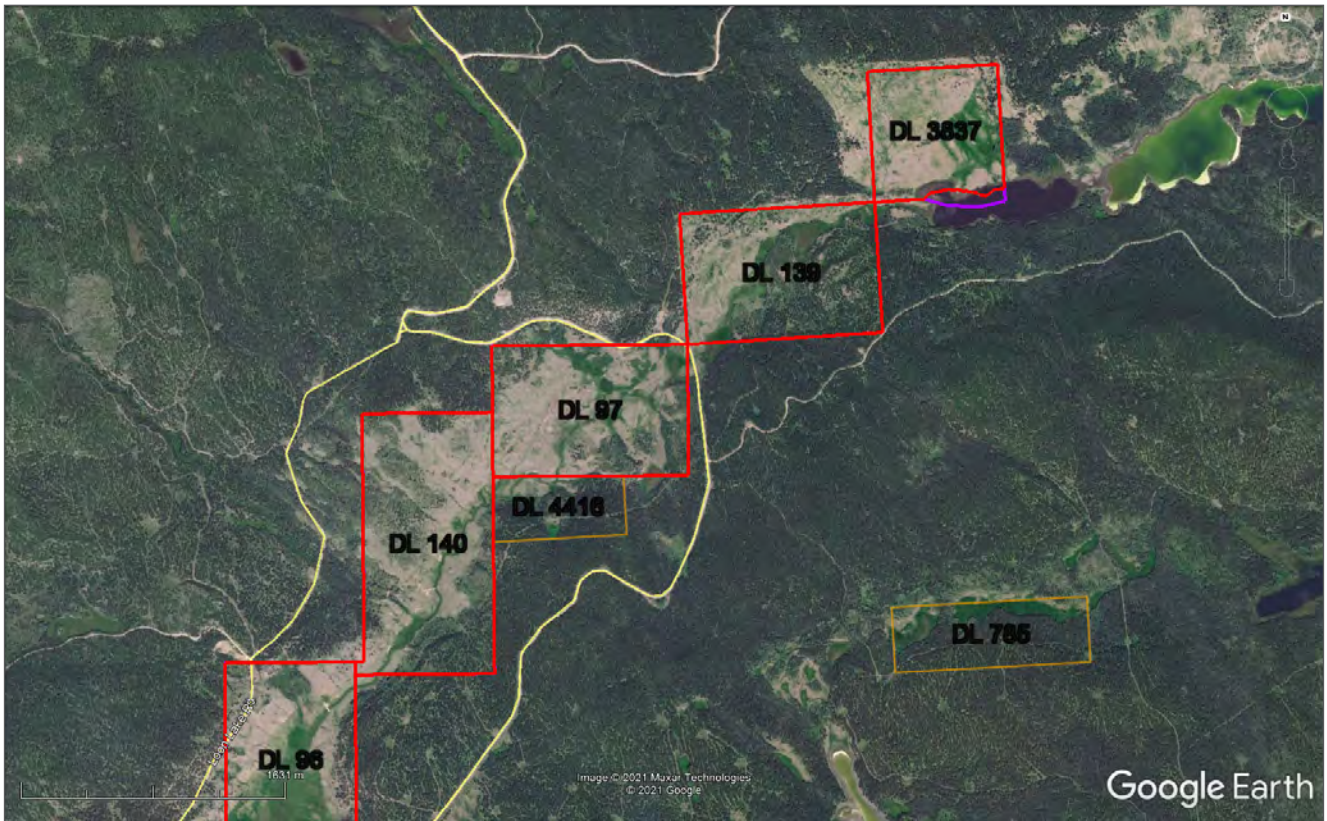 N
DL 3837
DL 139
DL 97
DL 4416
DL 140
DL 785
DL 96
1631 m
Image © 2021 Maxar Technologies
© 2021 Google
Google Earth